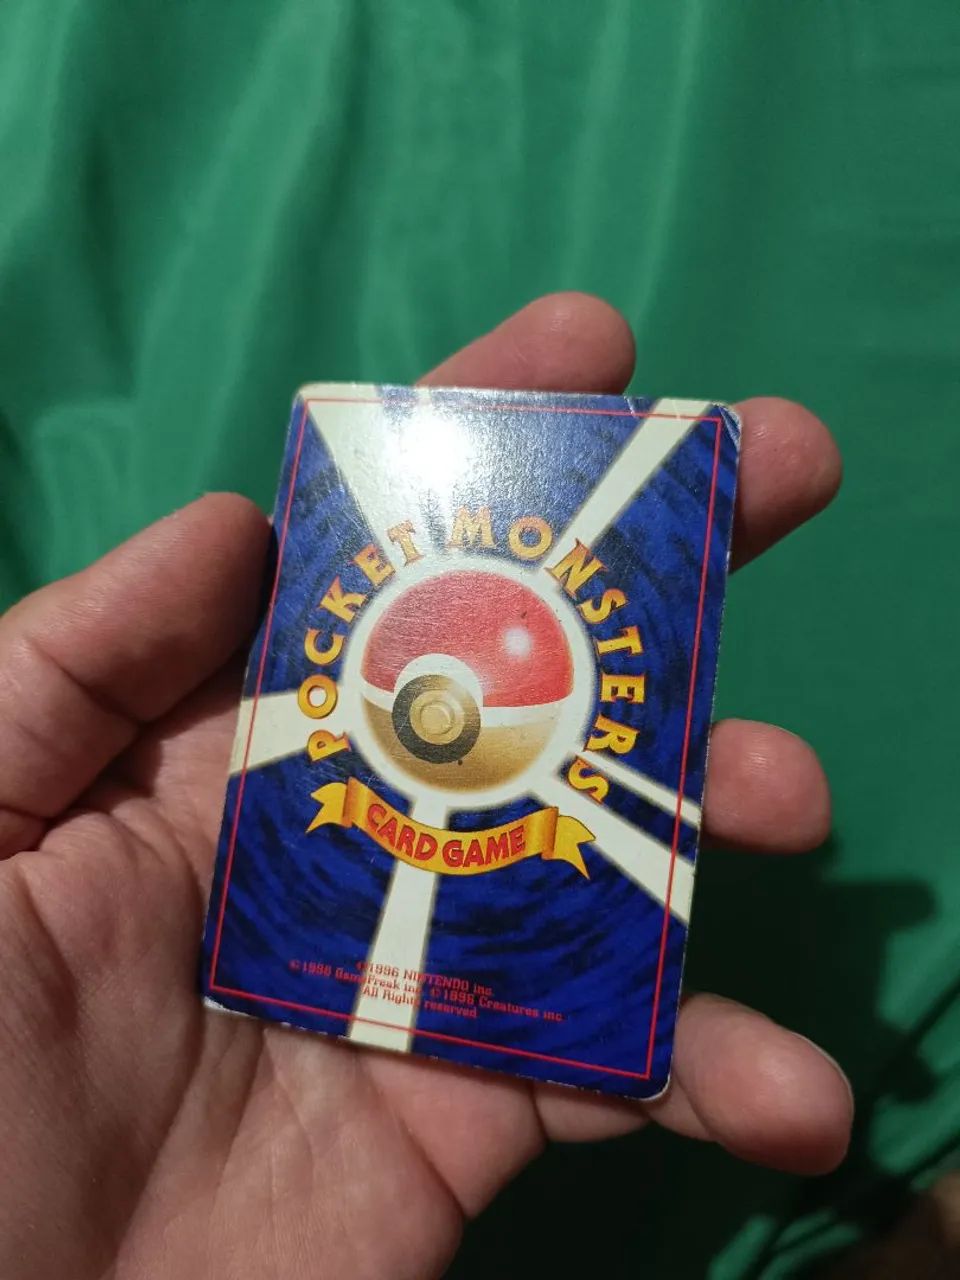 POCKET MONSTERS
CARD GAME
©1996 NINTENDO inc.
©1996 GameFreak inc. ©1996 Creatures inc.
All Rights reserved